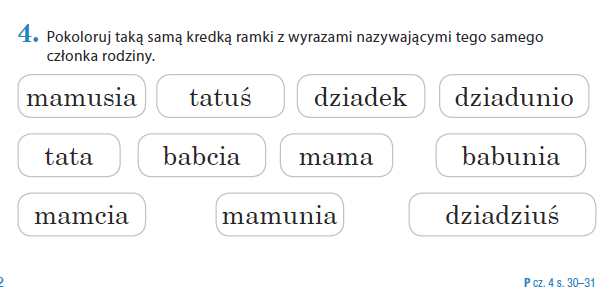 4. Pokoloruj taką samą kredką ramki z wyrazami nazywającymi tego samego
członka rodziny.
mamusia tatuś dziadek dziadunio
tata babcia mama babunia
mamcia mamunia dziadziuś
2 P cz. 4 s. 30–31